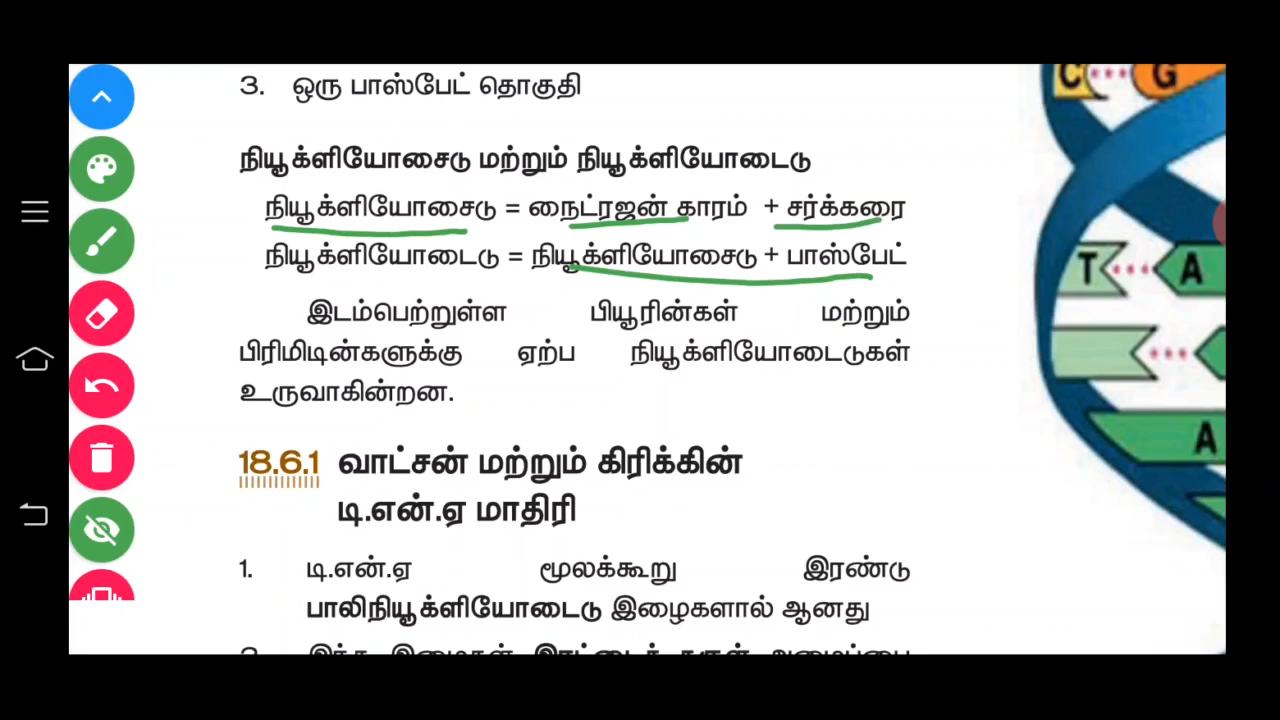 3. ஒரு பாஸ்பேட் தொகுதி
நியூக்ளியோசைடு மற்றும் நியூக்ளியோடைடு
நியூக்ளியோசைடு = நைட்ரஜன் காரம் + சர்க்கரை
நியூக்ளியோடைடு = நியூக்ளியோசைடு + பாஸ்பேட்
இடம்பெற்றுள்ள பியூரின்கள் மற்றும்
பிரிமிடின்களுக்கு ஏற்ப நியூக்ளியோடைடுகள்
உருவாகின்றன.
18.6.1 வாட்சன் மற்றும் கிரிக்கின்
டி.என்.ஏ மாதிரி
1. டி.என்.ஏ மூலக்கூறு இரண்டு
பாலிநியூக்ளியோடைடு இழைகளால் ஆனது
C G
T A
A